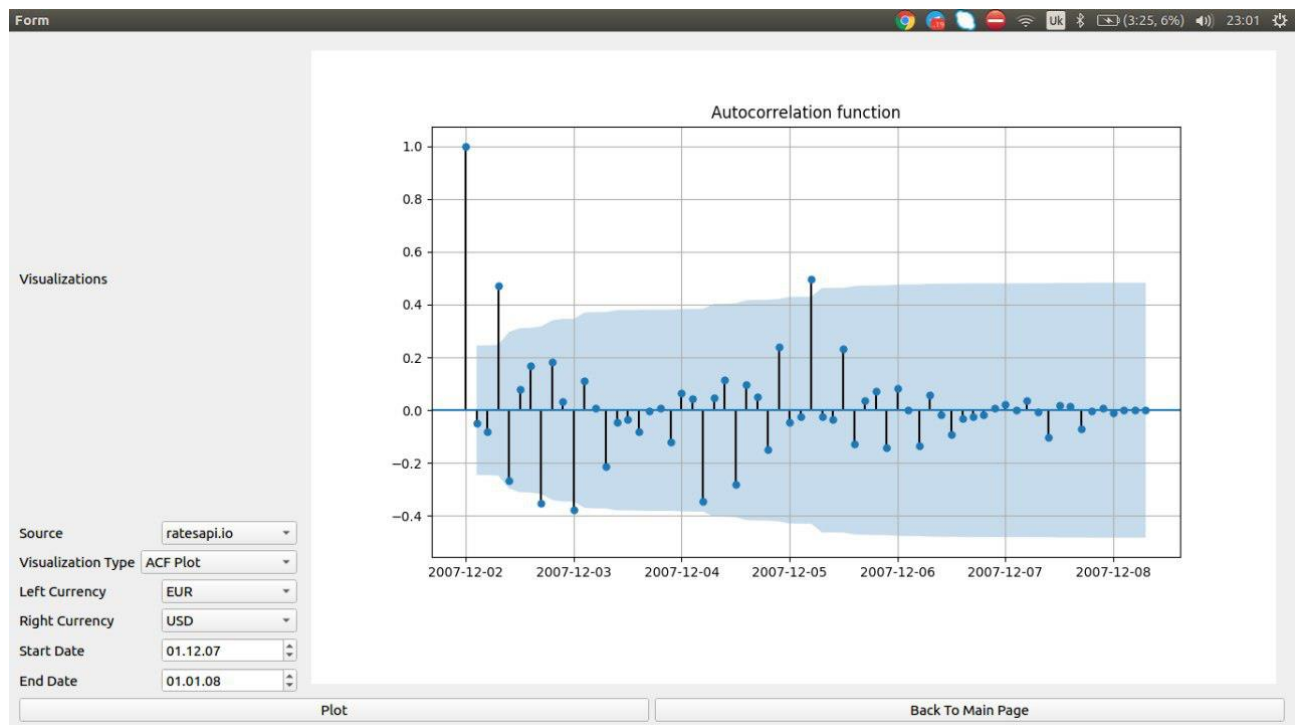 Form
Uk (3:25, 6%) 23:01
Visualizations
Autocorrelation function
1.0
0.8
0.6
0.4
0.2
0.0
−0.2
−0.4
2007-12-02 2007-12-03 2007-12-04 2007-12-05 2007-12-06 2007-12-07 2007-12-08
Source ratesapi.io
Visualization Type ACF Plot
Left Currency EUR
Right Currency USD
Start Date 01.12.07
End Date 01.01.08
Plot Back To Main Page